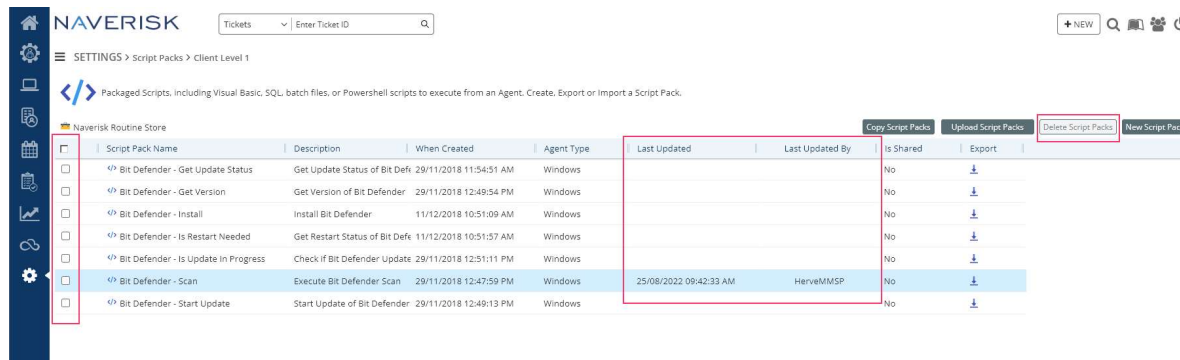 NAVERISK
Tickets Enter Ticket ID
+ NEW
SETTINGS > Script Packs > Client Level 1
Packaged Scripts, including Visual Basic, SQL, batch files, or Powershell scripts to execute from an Agent. Create, Export or Import a Script Pack.
Naverisk Routine Store
Copy Script Packs Upload Script Packs Delete Script Packs New Script Pac
Script Pack Name Description When Created Agent Type Last Updated Last Updated By Is Shared Export
Bit Defender - Get Update Status Get Update Status of Bit Defe 29/11/2018 11:54:51 AM Windows No
Bit Defender - Get Version Get Version of Bit Defender 29/11/2018 12:49:54 PM Windows No
Bit Defender - Install Install Bit Defender 11/12/2018 10:51:09 AM Windows No
Bit Defender - Is Restart Needed Get Restart Status of Bit Defe 11/12/2018 10:51:57 AM Windows No
Bit Defender - Is Update In Progress Check if Bit Defender Update 29/11/2018 12:51:11 PM Windows No
Bit Defender - Scan Execute Bit Defender Scan 29/11/2018 12:47:59 PM Windows 25/08/2022 09:42:33 AM HerveMMSP No
Bit Defender - Start Update Start Update of Bit Defender 29/11/2018 12:49:13 PM Windows No